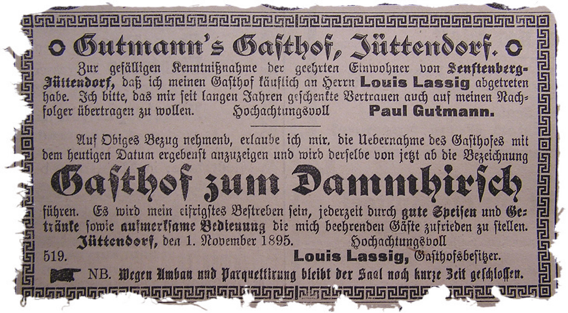 Gutmann's Gasthof, Jüttendorf.
Zur gefälligen Kenntnißnahme der geehrten Einwohner von Senftenberg-
Jüttendorf, daß ich meinen Gasthof käuflich an Herrn Louis Lassig abgetreten
habe. Ich bitte, das mir seit langen Jahren geschenkte Vertrauen auch auf meinen Nach-
folger übertragen zu wollen. Hochachtungsvoll
Paul Gutmann.
Auf Obiges Bezug nehmend, erlaube ich mir, die Uebernahme des Gasthofes mit
dem heutigen Datum ergebenst anzuzeigen und wird derselbe von jetzt ab die Bezeichnung
Gasthof zum Dammhirsch
führen. Es wird mein eifrigstes Bestreben sein, jederzeit durch gute Speisen und Ge-
tränke sowie aufmerksame Bedienung die mich beehrenden Gäste zufrieden zu stellen.
Jüttendorf, den 1. November 1895. Hochachtungsvoll
519. Louis Lassig, Gasthofsbesitzer.
NB. Wegen Umbau und Parquettirung bleibt der Saal noch kurze Zeit geschlossen.